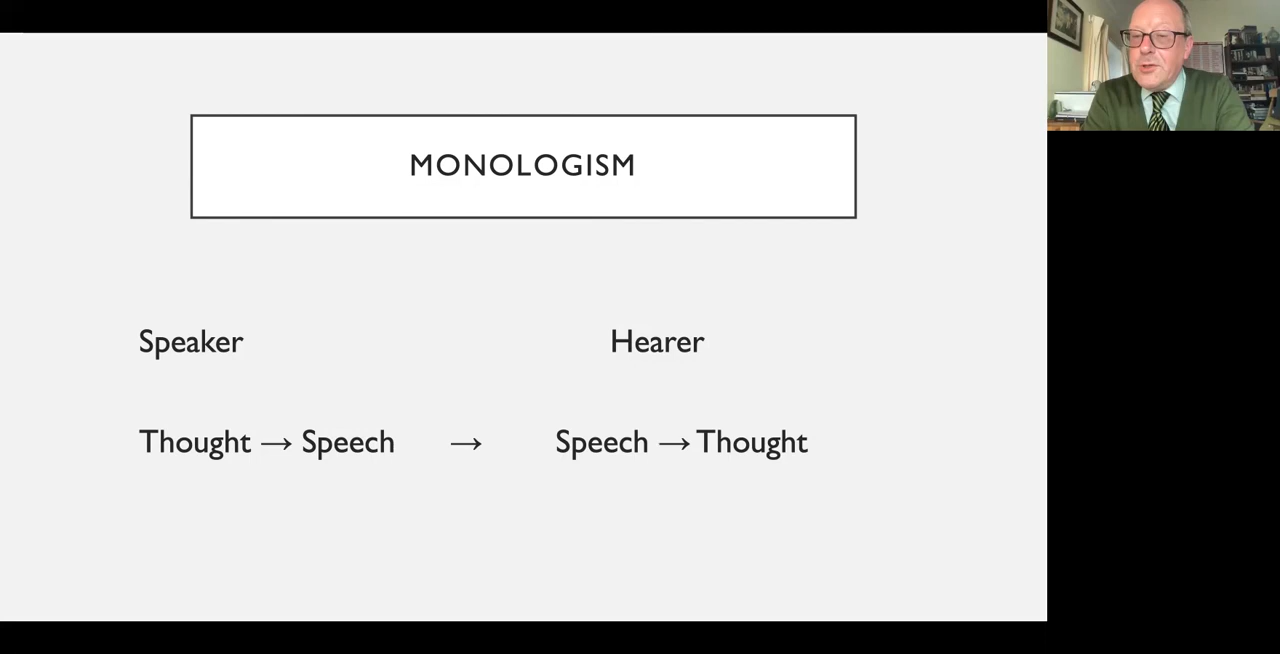 MONOLOGISM
Speaker Hearer
Thought → Speech → Speech → Thought